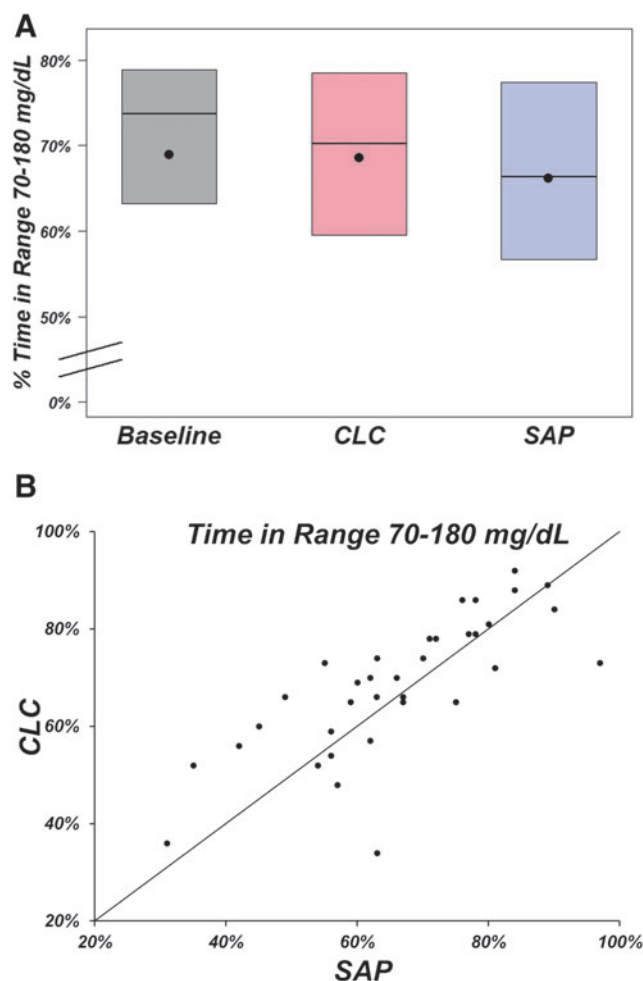 A
% Time in Range 70-180 mg/dL
80%
70%
60%
50%
0%
Baseline CLC SAP
B
Time in Range 70-180 mg/dL
CLC
100%
80%
60%
40%
20%
20% 40% 60% 80% 100%
SAP